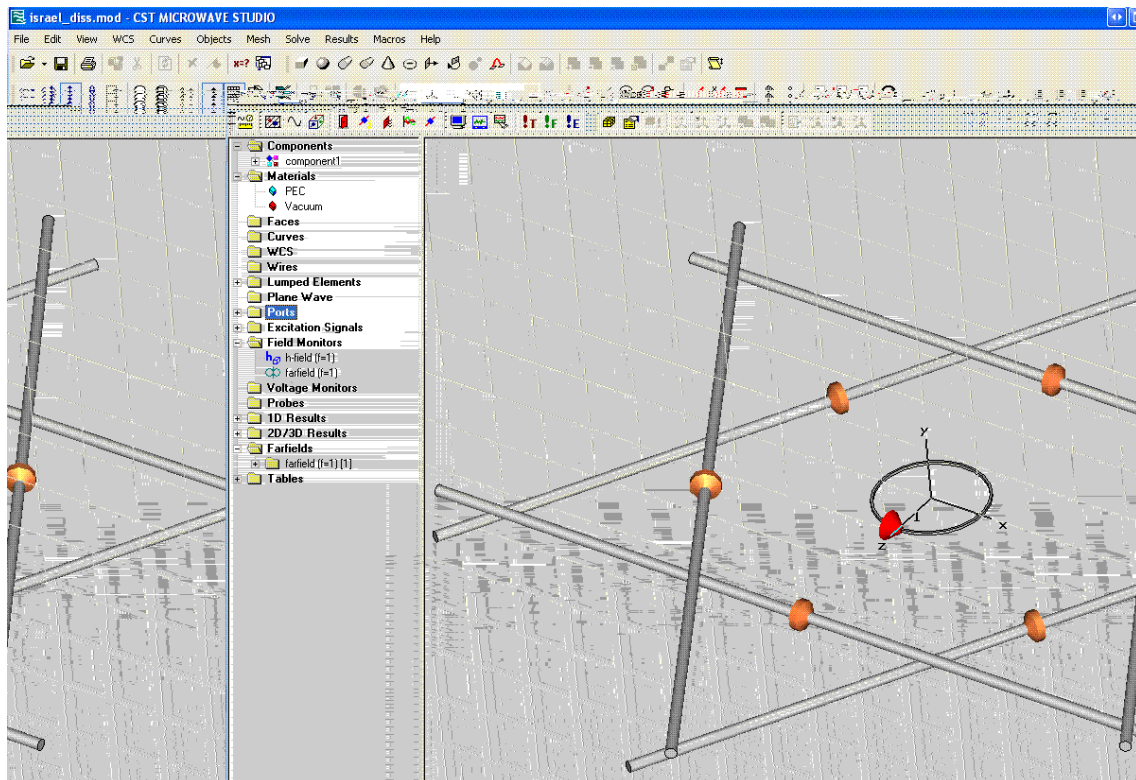 israel_diss.mod - CST MICROWAVE STUDIO
File Edit View WCS Curves Objects Mesh Solve Results Macros Help
x=?
!T !F !E
Components
component1
Materials
PEC
Vacuum
Faces
Curves
WCS
Wires
Lumped Elements
Plane Wave
Ports
Excitation Signals
Field Monitors
h-field (f=1)
farfield (f=1)
Voltage Monitors
Probes
1D Results
2D/3D Results
Farfields
farfield (f=1) [1]
Tables
y
1
x
z